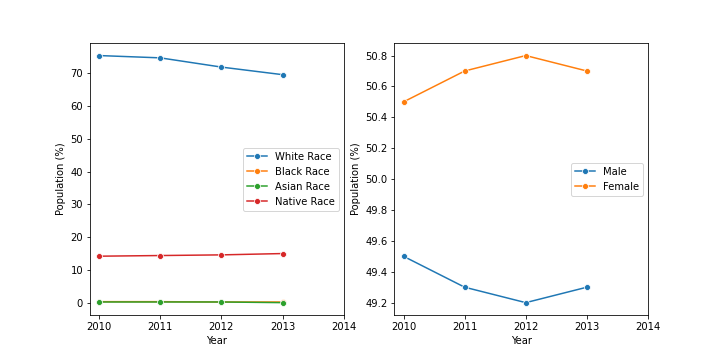 Population (%)
70
60
50
40
30
20
10
0
2010 2011 2012 2013 2014
Year
White Race
Black Race
Asian Race
Native Race
Population (%)
50.8
50.6
50.4
50.2
50.0
49.8
49.6
49.4
49.2
2010 2011 2012 2013 2014
Year
Male
Female